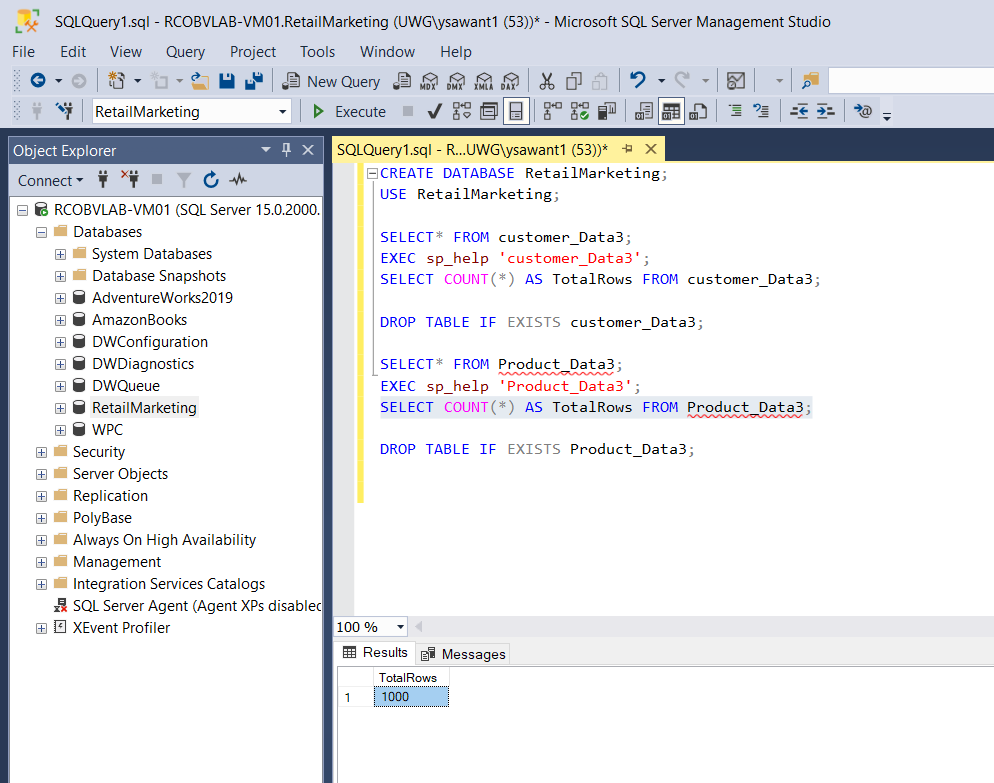 SQLQuery1.sql - RCOBVLAB-VM01.RetailMarketing (UWG\ysawant1 (53))* - Microsoft SQL Server Management Studio
File Edit View Query Project Tools Window Help
New Query MDX DMX XMLA DAX
RetailMarketing Execute
Object Explorer
Connect
RCOBVLAB-VM01 (SQL Server 15.0.2000.
Databases
System Databases
Database Snapshots
AdventureWorks2019
AmazonBooks
DWConfiguration
DWDiagnostics
DWQueue
RetailMarketing
WPC
Security
Server Objects
Replication
PolyBase
Always On High Availability
Management
Integration Services Catalogs
SQL Server Agent (Agent XPs disabled
XEvent Profiler
SQLQuery1.sql - R...UWG\ysawant1 (53))*
CREATE DATABASE RetailMarketing;
USE RetailMarketing;
SELECT* FROM customer_Data3;
EXEC sp_help 'customer_Data3';
SELECT COUNT(*) AS TotalRows FROM customer_Data3;
DROP TABLE IF EXISTS customer_Data3;
SELECT* FROM Product_Data3;
EXEC sp_help 'Product_Data3';
SELECT COUNT(*) AS TotalRows FROM Product_Data3;
DROP TABLE IF EXISTS Product_Data3;
100 %
Results Messages
TotalRows
1 1000